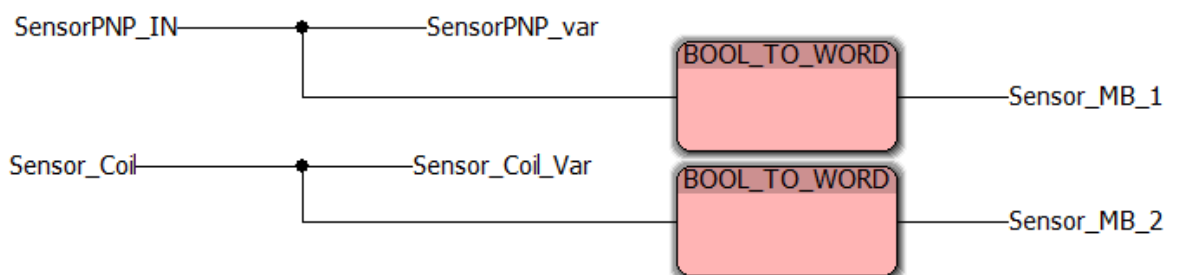 SensorPNP_IN SensorPNP_var
BOOL_TO_WORD
Sensor_MB_1
Sensor_Coil Sensor_Coil_Var
BOOL_TO_WORD
Sensor_MB_2